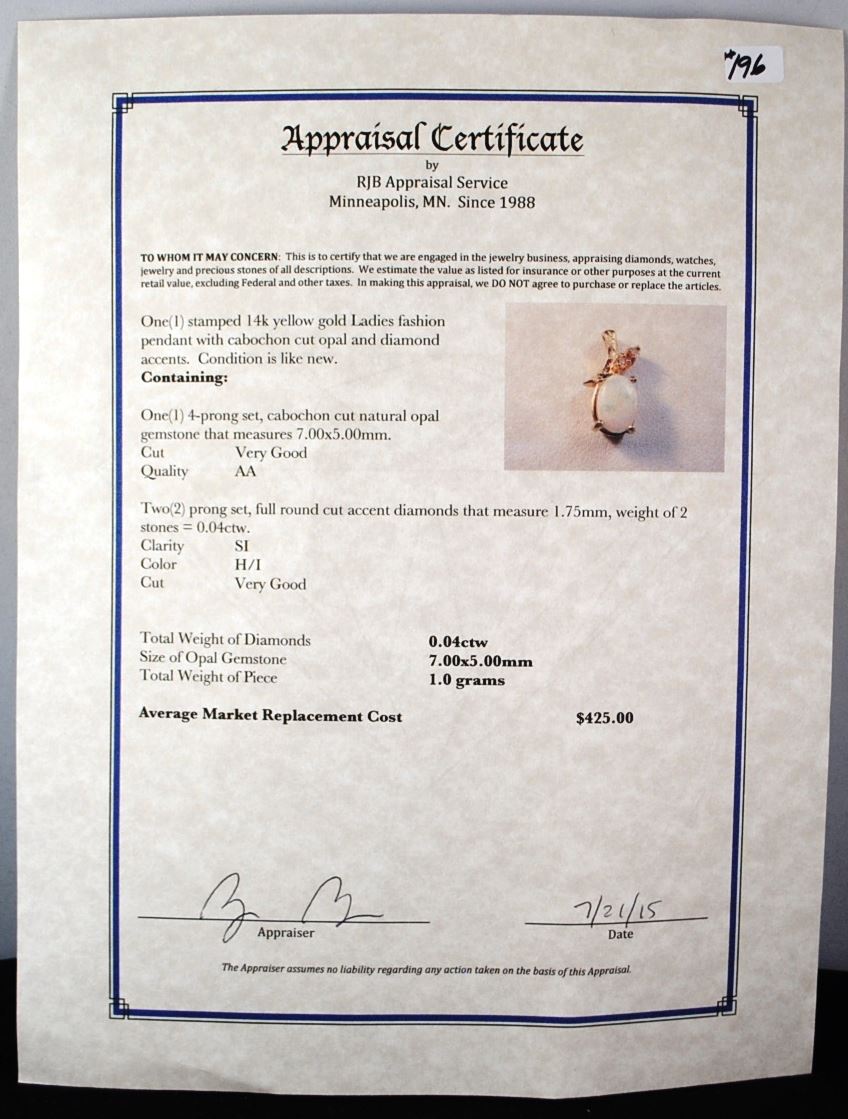 #196
Appraisal Certificate
by
RJB Appraisal Service
Minneapolis, MN. Since 1988
TO WHOM IT MAY CONCERN: This is to certify that we are engaged in the jewelry business, appraising diamonds, watches,
jewelry and precious stones of all descriptions. We estimate the value as listed for insurance or other purposes at the current
retail value, excluding Federal and other taxes. In making this appraisal, we DO NOT agree to purchase or replace the articles.
One(1) stamped 14k yellow gold Ladies fashion
pendant with cabochon cut opal and diamond
accents. Condition is like new.
Containing:
One(1) 4-prong set, cabochon cut natural opal
gemstone that measures 7.00x5.00mm.
Cut Very Good
Quality AA
Two(2) prong set, full round cut accent diamonds that measure 1.75mm, weight of 2
stones = 0.04ctw.
Clarity SI
Color H/I
Cut Very Good
Total Weight of Diamonds 0.04ctw
Size of Opal Gemstone 7.00x5.00mm
Total Weight of Piece 1.0 grams
Average Market Replacement Cost $425.00
7/21/15
Appraiser Date
The Appraiser assumes no liability regarding any action taken on the basis of this Appraisal.